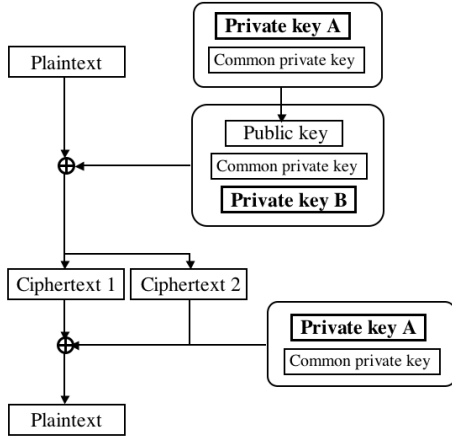 Private key A
Common private key
Plaintext
Public key
Common private key
Private key B
Ciphertext 1
Ciphertext 2
Private key A
Common private key
Plaintext